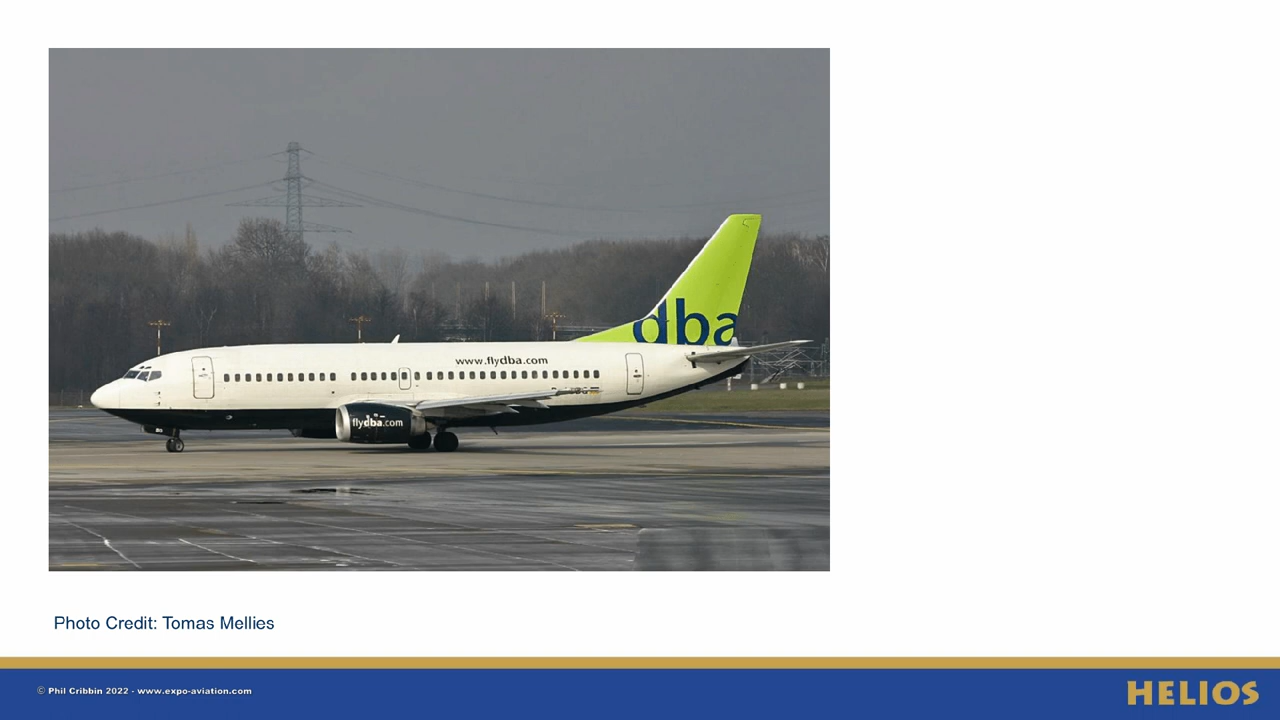 www.flydba.com
dba
flydba.com
Photo Credit: Tomas Mellies
© Phil Cribbin 2022 - www.expo-aviation.com
HELIOS